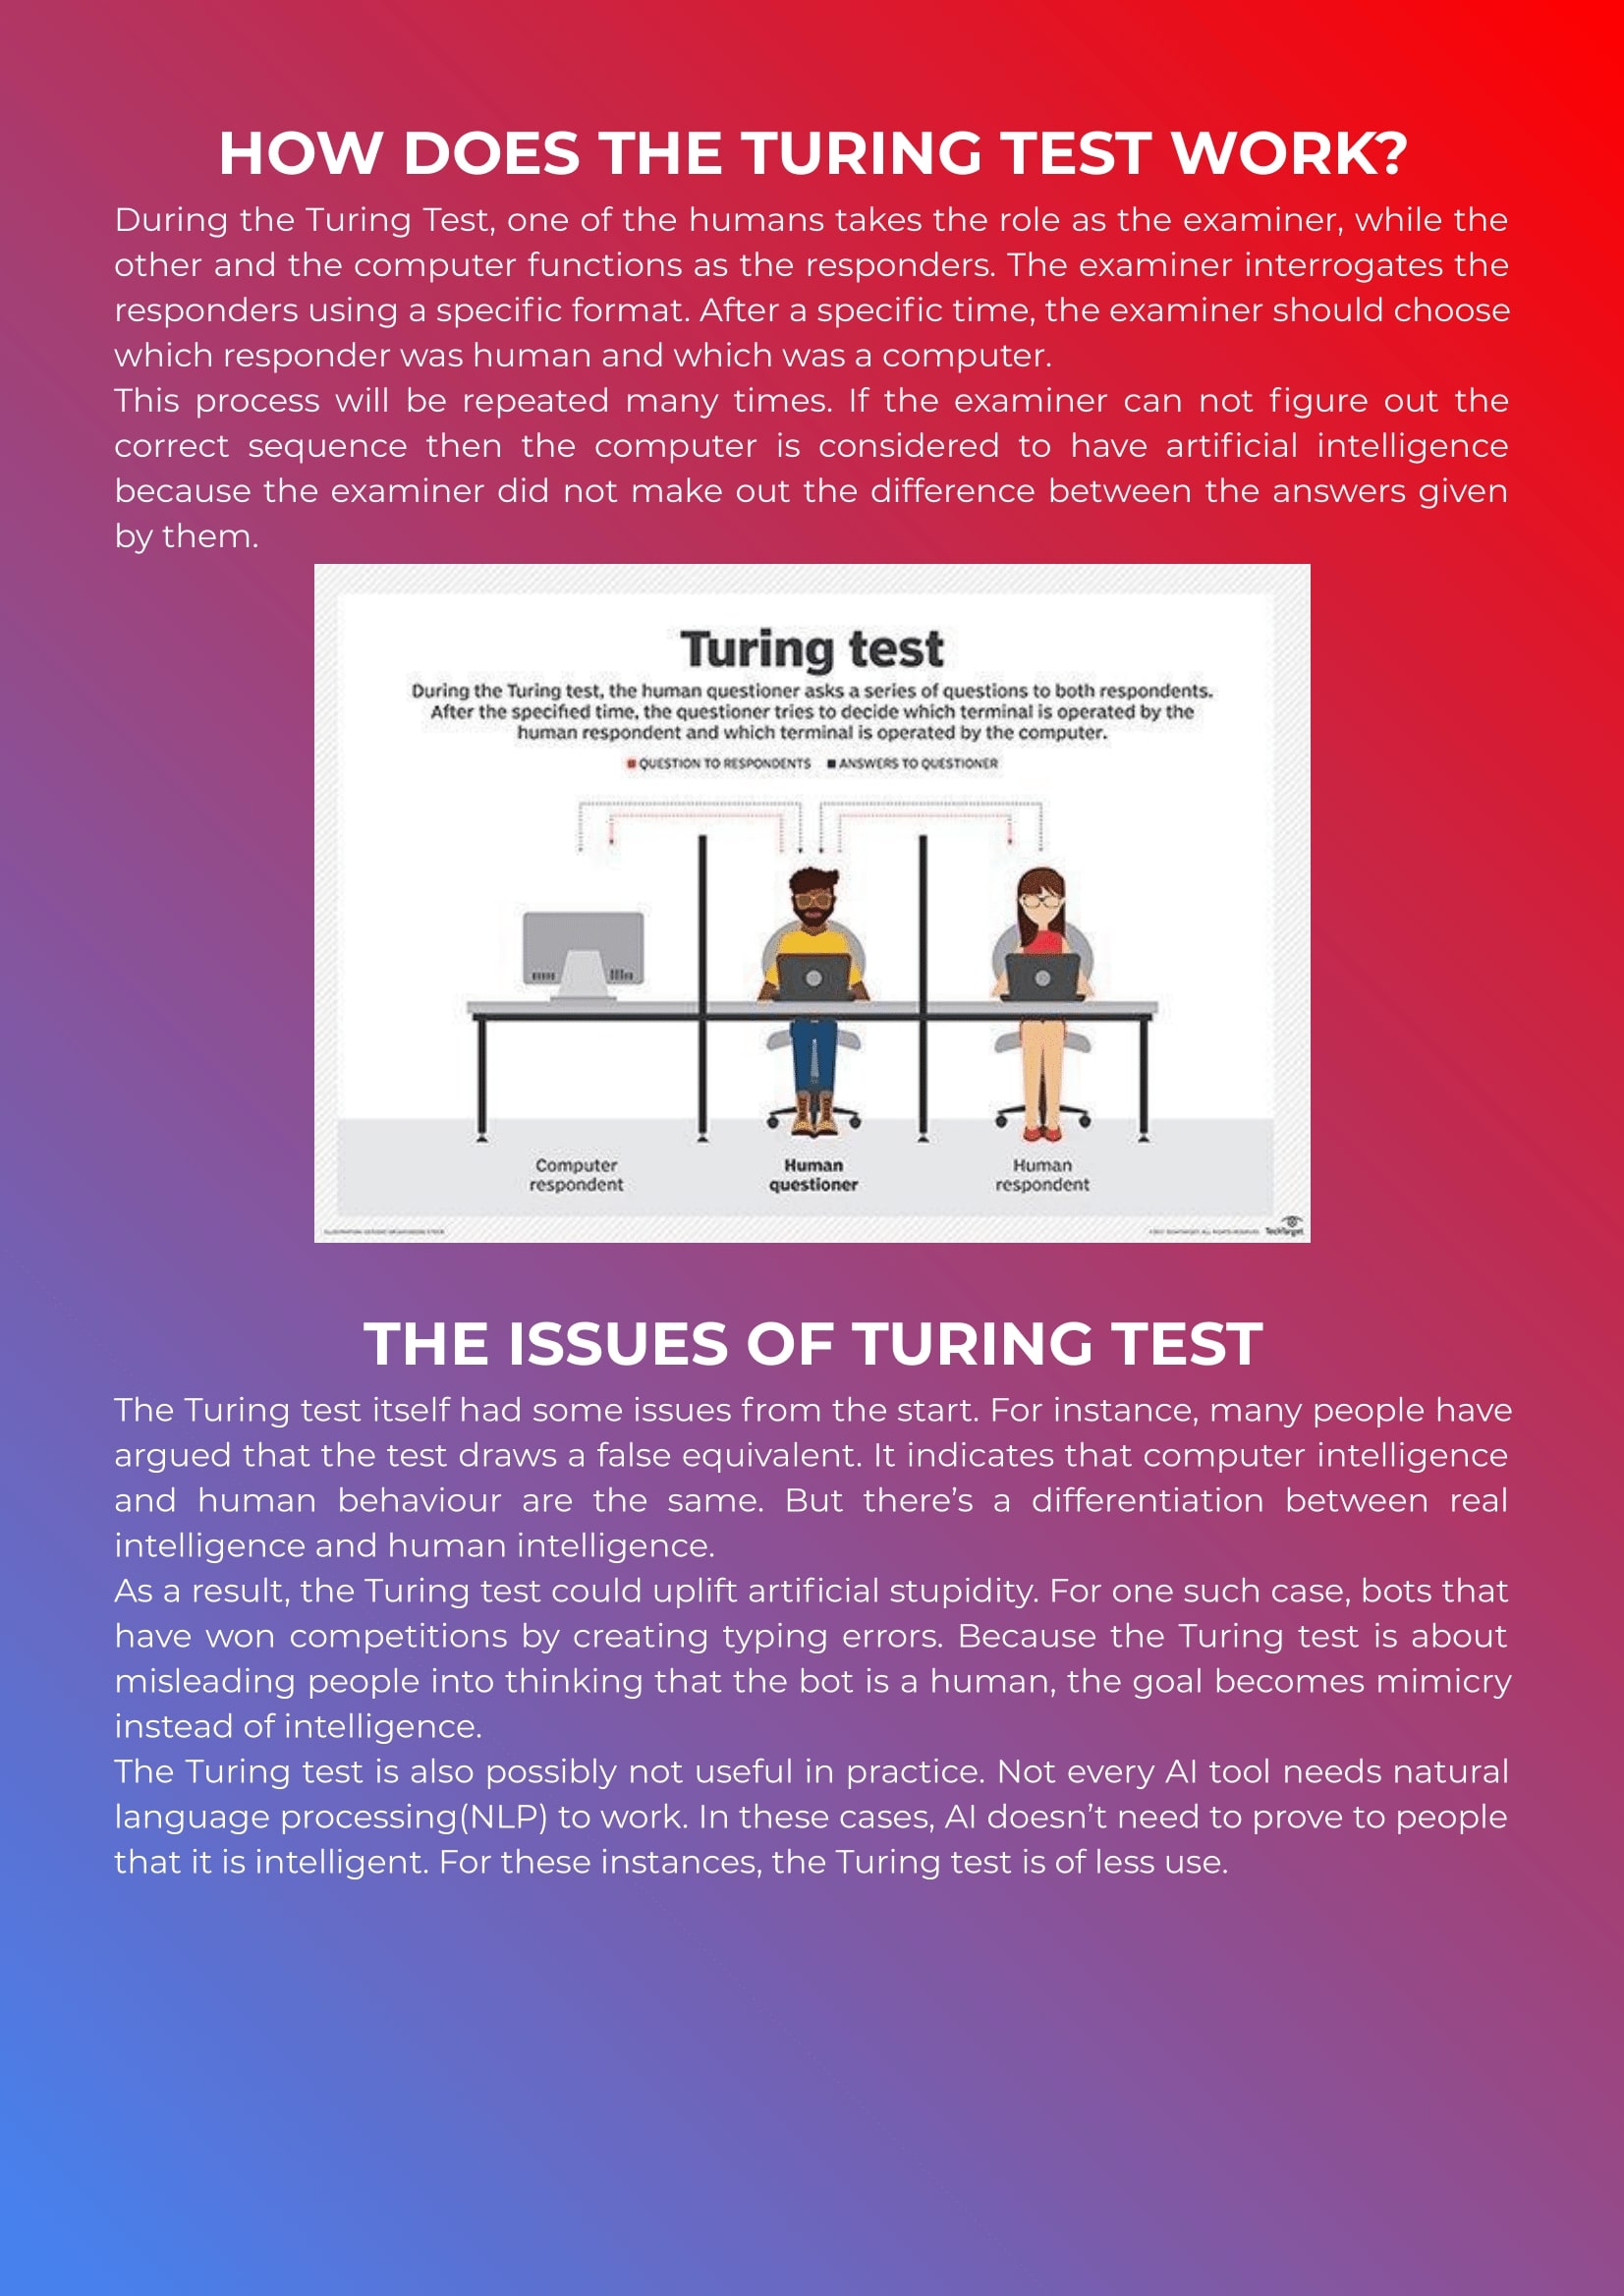 HOW DOES THE TURING TEST WORK?
During the Turing Test, one of the humans takes the role as the examiner, while the
other and the computer functions as the responders. The examiner interrogates the
responders using a specific format. After a specific time, the examiner should choose
which responder was human and which was a computer.
This process will be repeated many times. If the examiner can not figure out the
correct sequence then the computer is considered to have artificial intelligence
because the examiner did not make out the difference between the answers given
by them.
Turing test
During the Turing test, the human questioner asks a series of questions to both respondents.
After the specified time, the questioner tries to decide which terminal is operated by the
human respondent and which terminal is operated by the computer.
QUESTION TO RESPONDENTS ANSWERS TO QUESTIONER
Computer respondent
Human questioner
Human respondent
TechTarget
THE ISSUES OF TURING TEST
The Turing test itself had some issues from the start. For instance, many people have
argued that the test draws a false equivalent. It indicates that computer intelligence
and human behaviour are the same. But there’s a differentiation between real
intelligence and human intelligence.
As a result, the Turing test could uplift artificial stupidity. For one such case, bots that
have won competitions by creating typing errors. Because the Turing test is about
misleading people into thinking that the bot is a human, the goal becomes mimicry
instead of intelligence.
The Turing test is also possibly not useful in practice. Not every AI tool needs natural
language processing(NLP) to work. In these cases, AI doesn’t need to prove to people
that it is intelligent. For these instances, the Turing test is of less use.